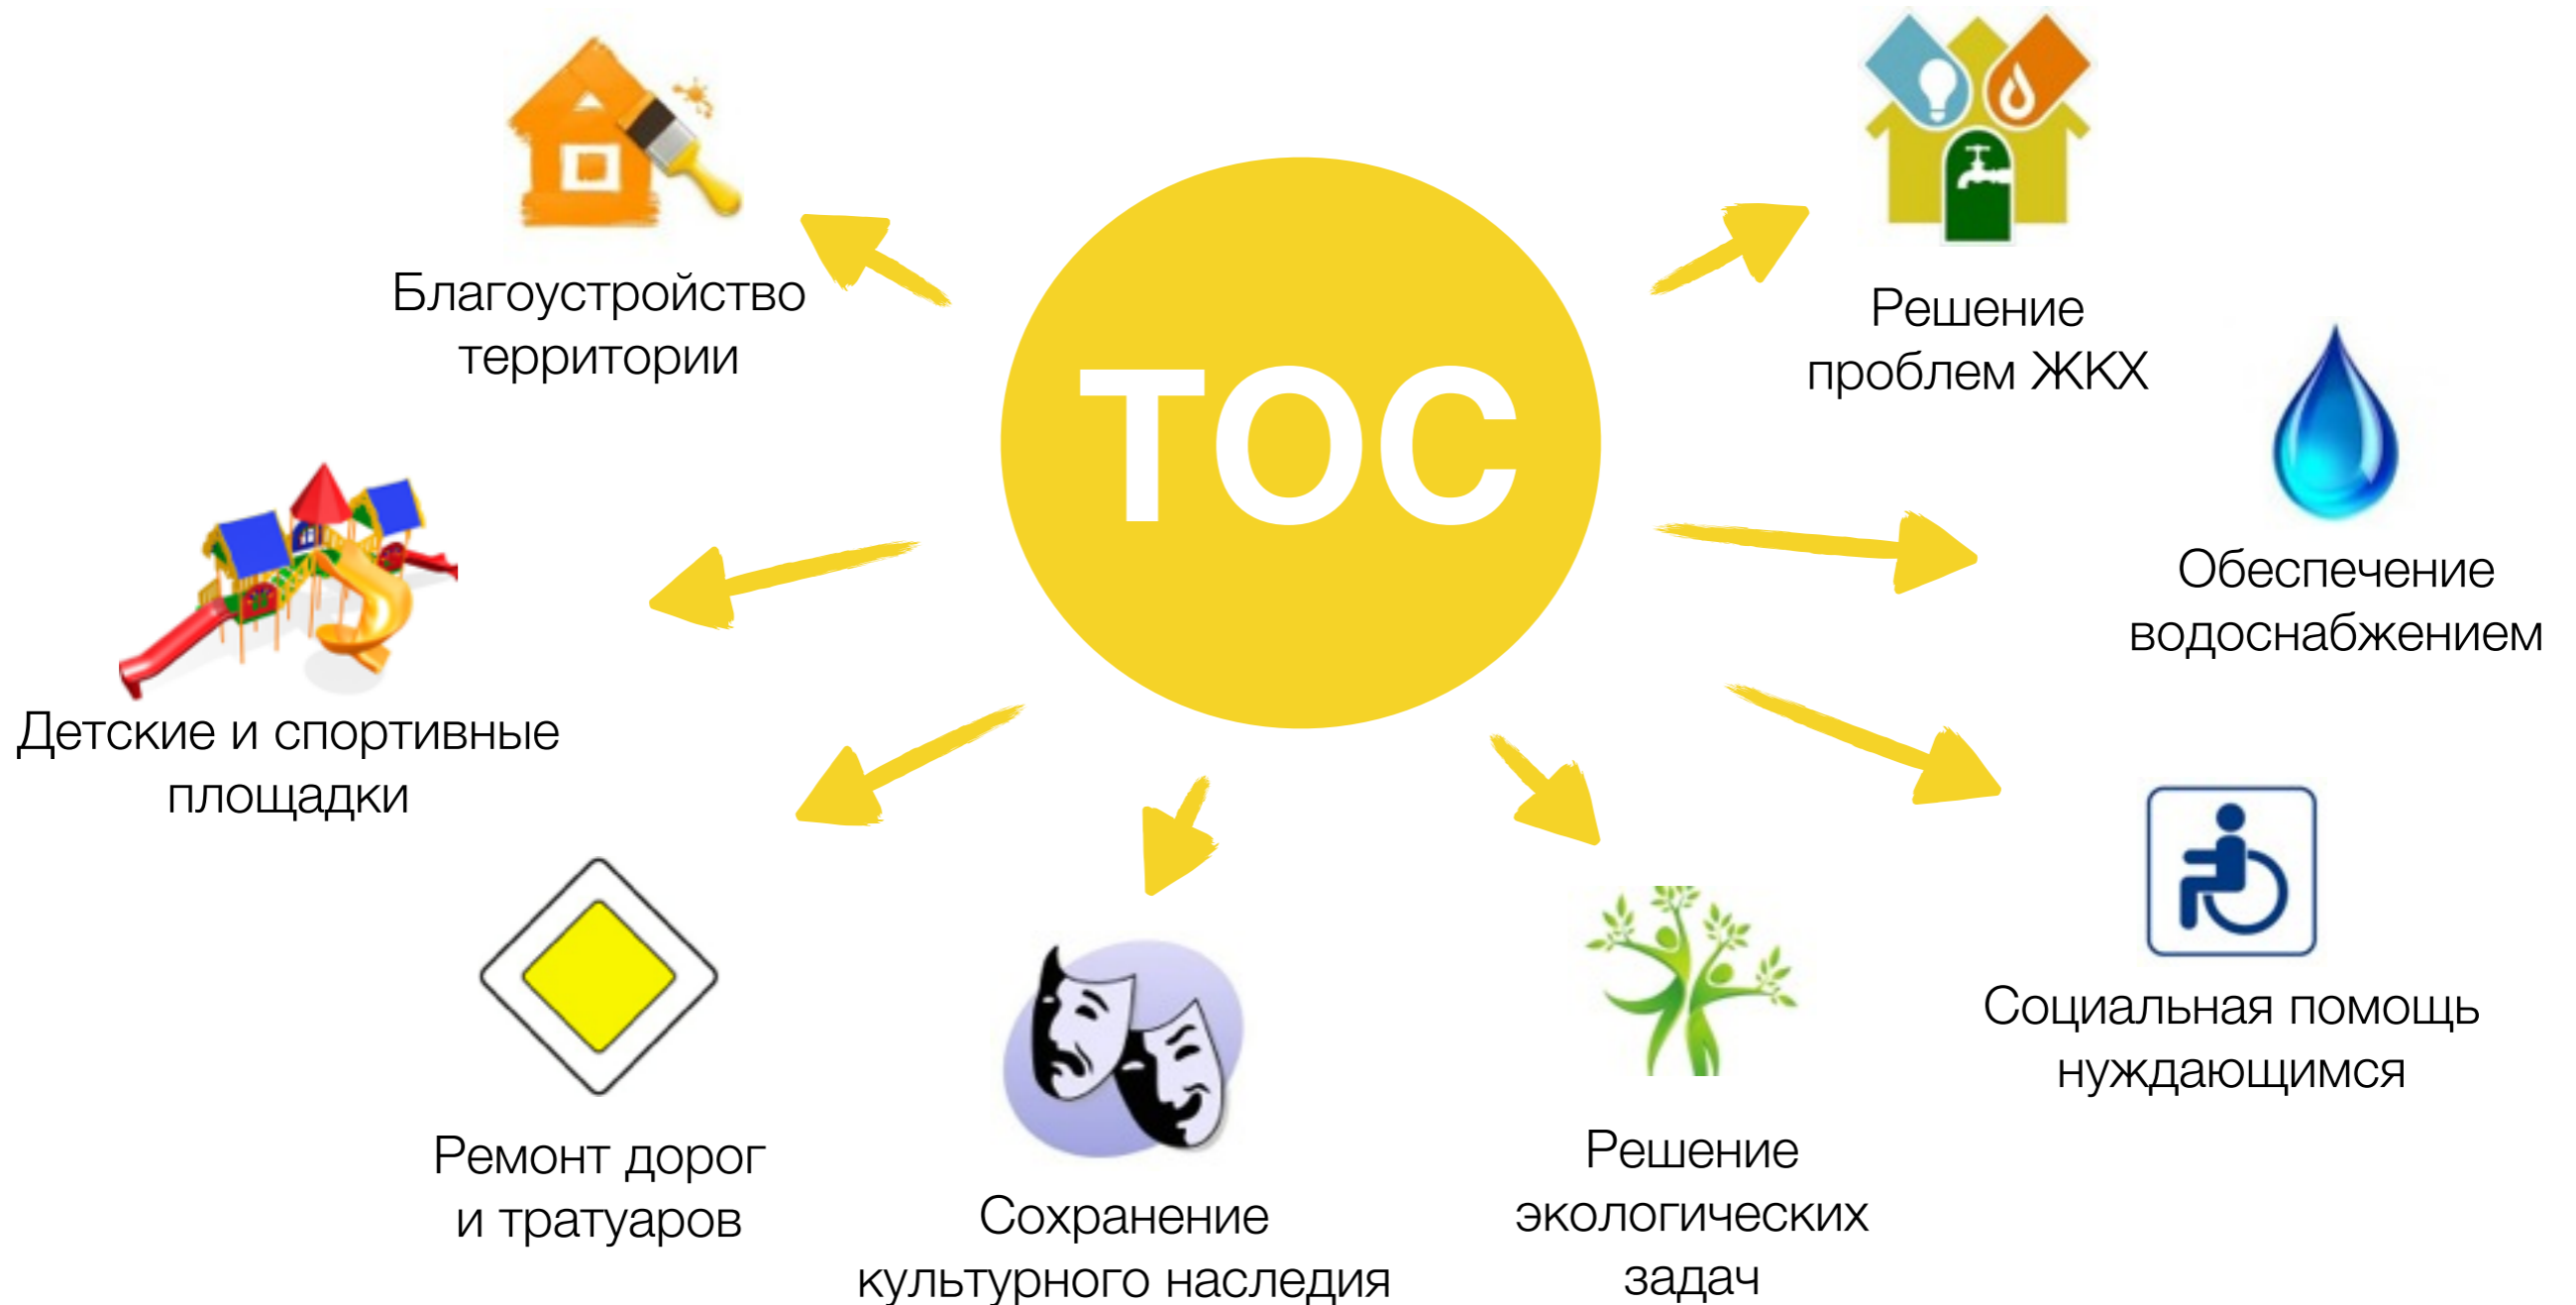 ТОС
Благоустройство
территории
Решение
проблем ЖКХ
Обеспечение
водоснабжением
Детские и спортивные
площадки
Социальная помощь
нуждающимся
Ремонт дорог
и тратуаров
Сохранение
культурного наследия
Решение
экологических
задач